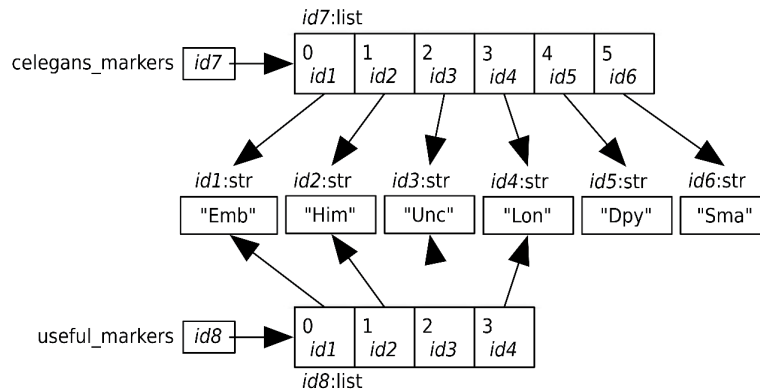 id7:list
celegans_markers id7 0 1 2 3 4 5
id1 id2 id3 id4 id5 id6
id1:str id2:str id3:str id4:str id5:str id6:str
"Emb" "Him" "Unc" "Lon" "Dpy" "Sma"
useful_markers id8 0 1 2 3
id1 id2 id3 id4
id8:list